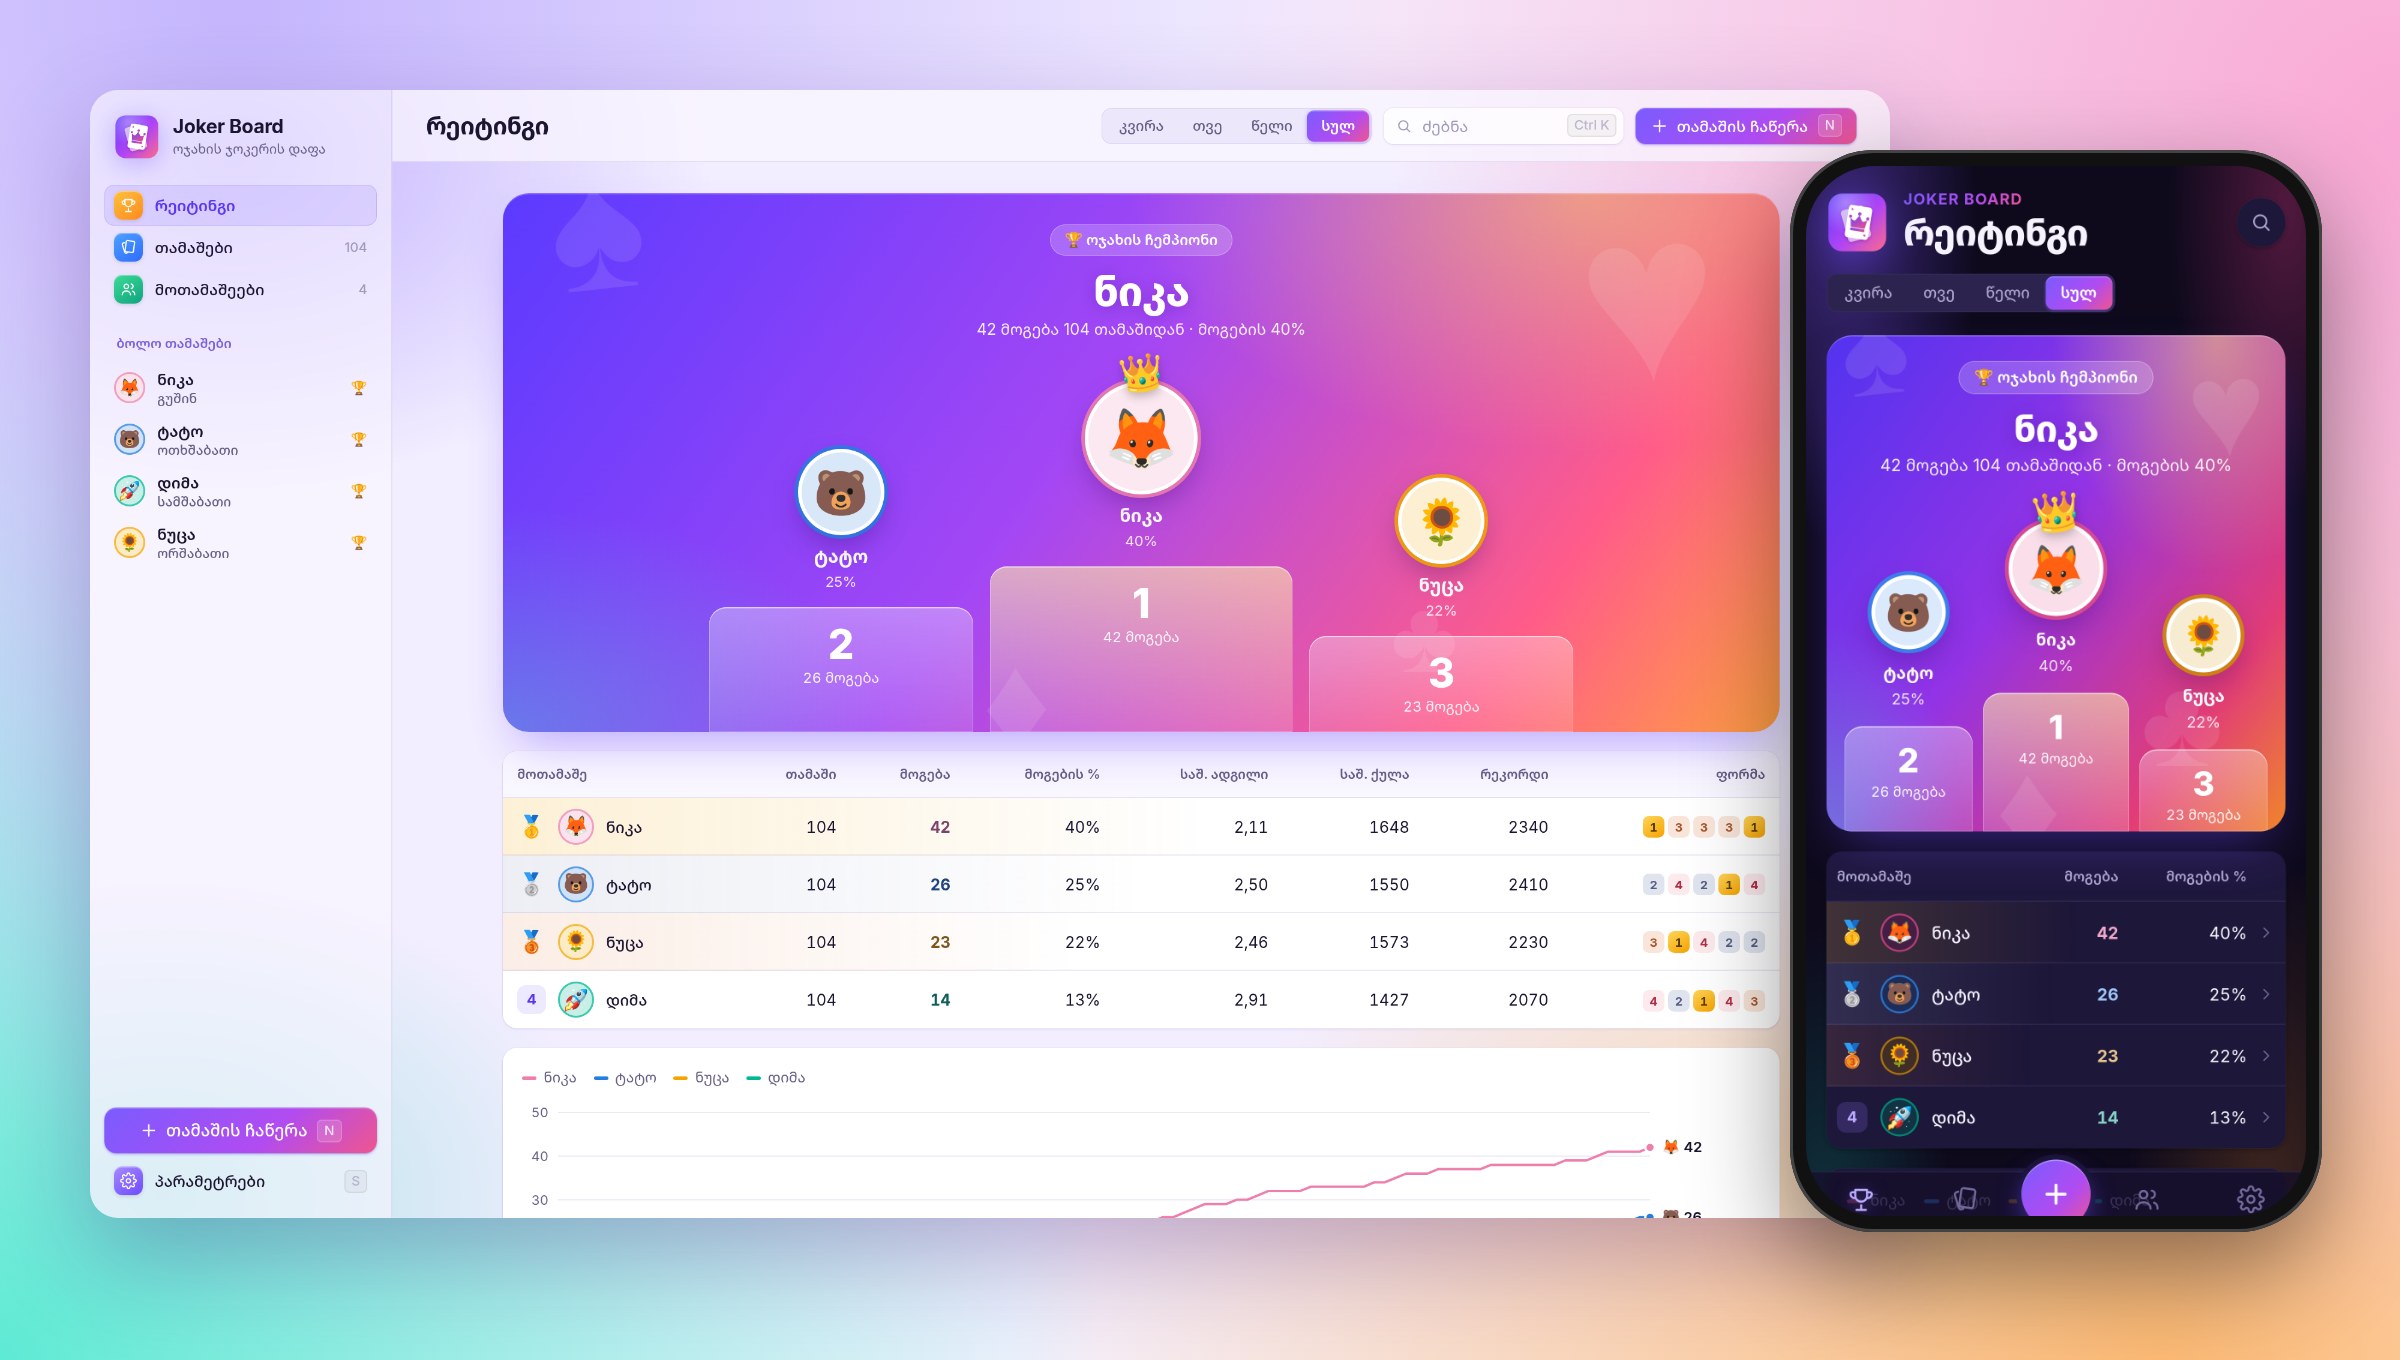 Joker Board
ოჯახის ჯოკერის დაფა
რეიტინგი
თამაშები 104
მოთამაშეები 4
ბოლო თამაშები
ნიკა
გუშინ
ტატო
ოთხშაბათი
დიმა
სამშაბათი
ნუცა
ორშაბათი
+ თამაშის ჩაწერა N
პარამეტრები S
რეიტინგი
კვირა თვე წელი სულ
ძებნა Ctrl K
+ თამაშის ჩაწერა N
🏆 ოჯახის ჩემპიონი
ნიკა
42 მოგება 104 თამაშიდან · მოგების 40%
ნიკა
40%
ტატო
25%
ნუცა
22%
1
42 მოგება
2
26 მოგება
3
23 მოგება
მოთამაშე თამაში მოგება მოგების % საშ. ადგილი საშ. ქულა რეკორდი ფორმა
ნიკა 104 42 40% 2,11 1648 2340 1 3 3 3 1
2 ტატო 104 26 25% 2,50 1550 2410 2 4 2 1 4
3 ნუცა 104 23 22% 2,46 1573 2230 3 1 4 2 2
4 დიმა 104 14 13% 2,91 1427 2070 4 2 1 4 3
ნიკა ტატო ნუცა დიმა
50
40
30
42
26
JOKER BOARD
რეიტინგი
კვირა თვე წელი სულ
🏆 ოჯახის ჩემპიონი
ნიკა
42 მოგება 104 თამაშიდან · მოგების 40%
ნიკა
40%
ტატო
25%
ნუცა
22%
1
42 მოგება
2
26 მოგება
3
23 მოგება
მოთამაშე მოგება მოგების %
ნიკა 42 40%
2 ტატო 26 25%
3 ნუცა 23 22%
4 დიმა 14 13%